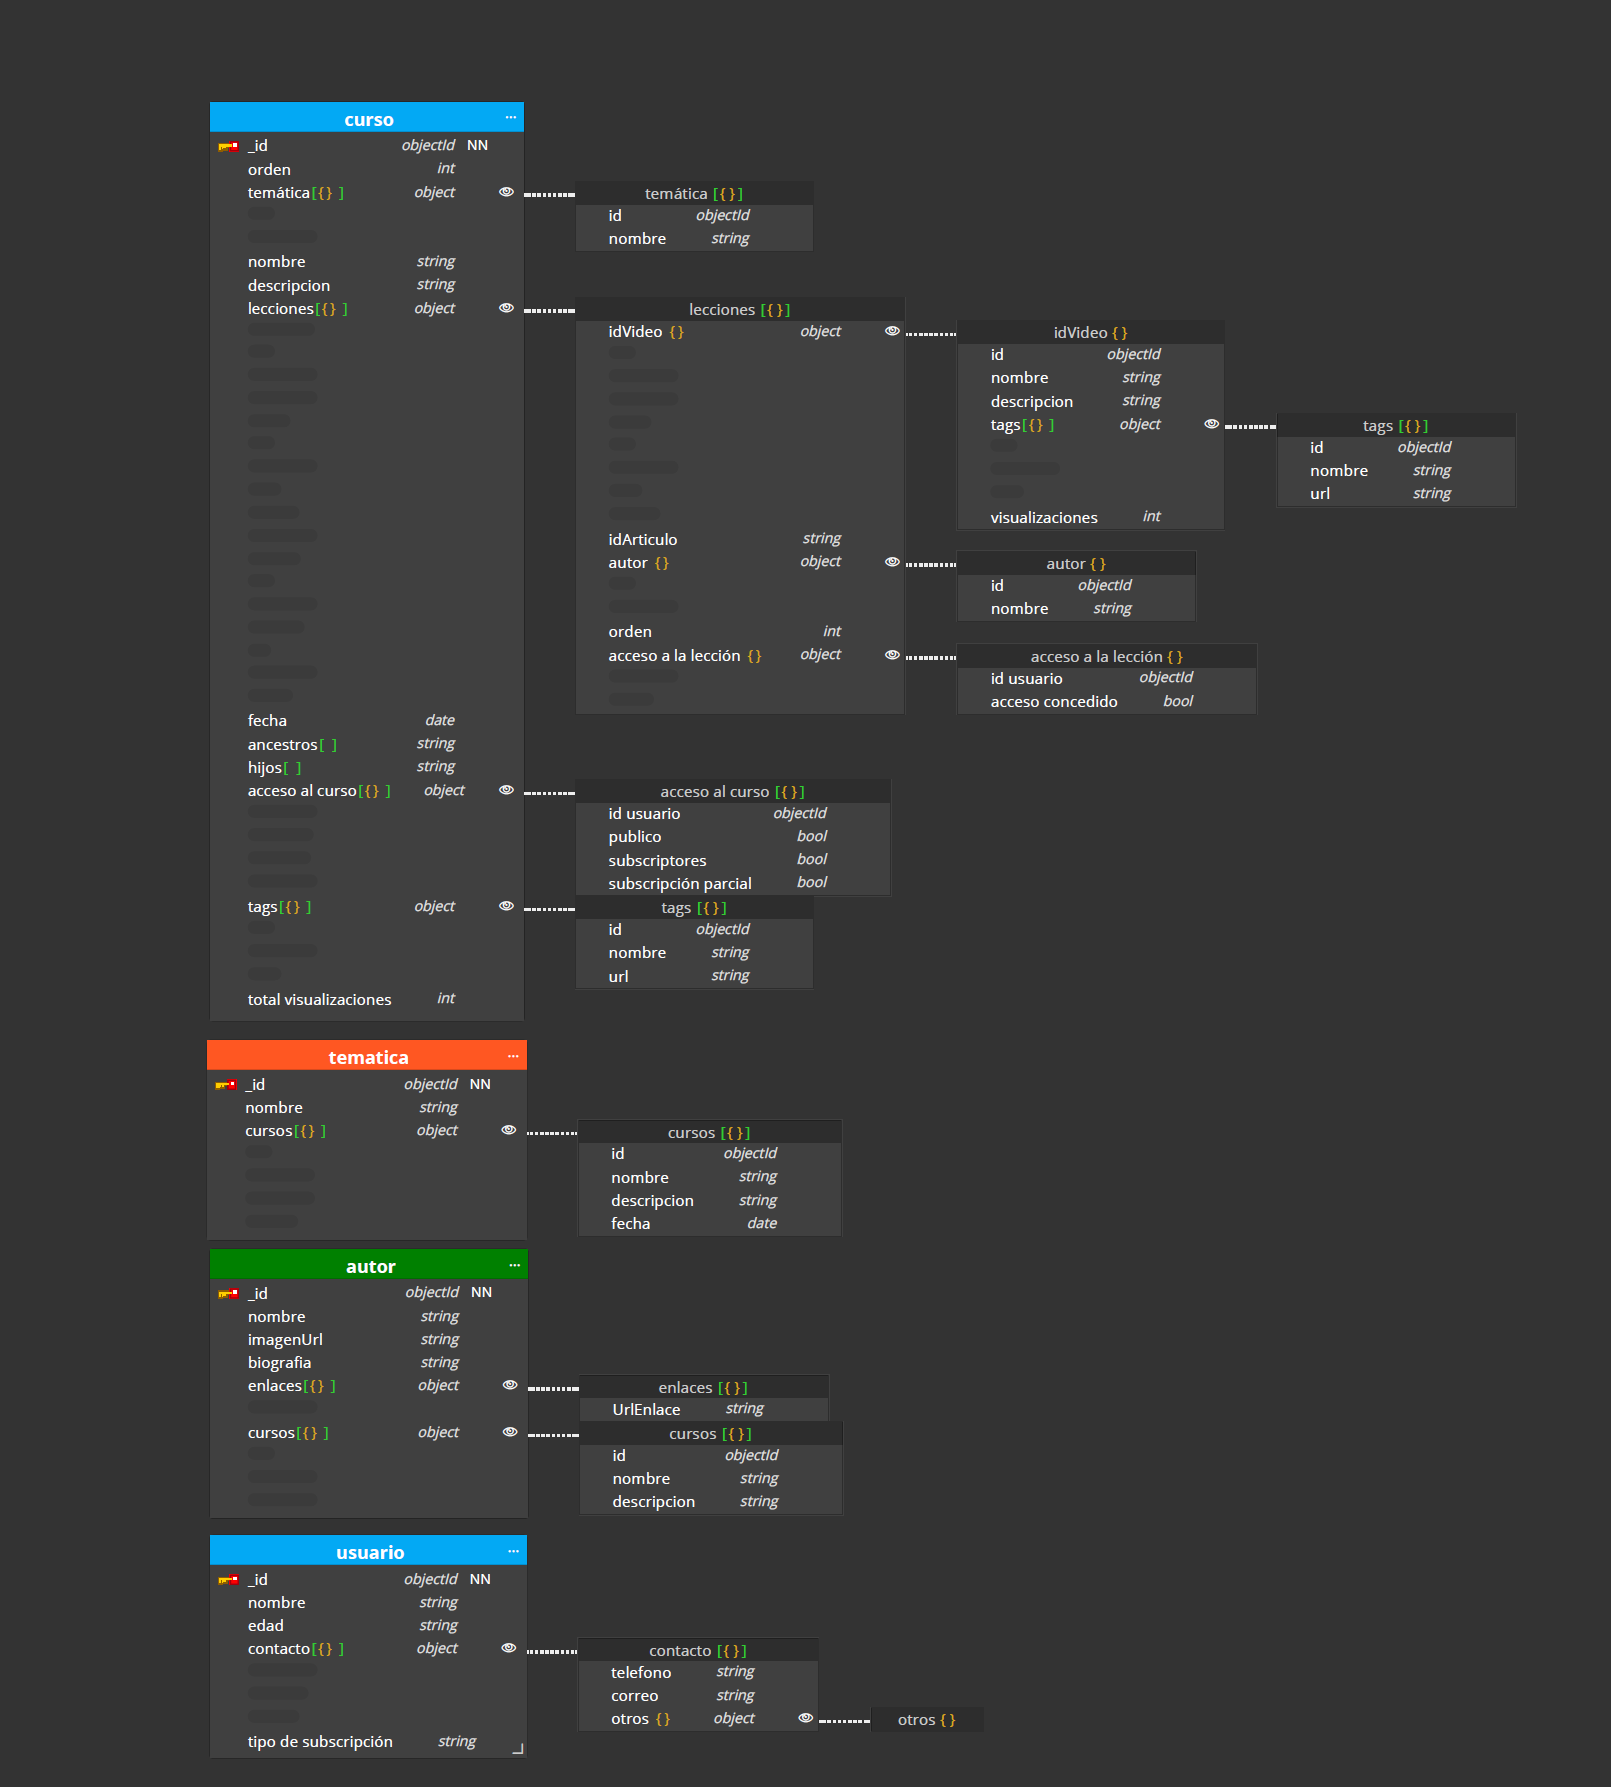 curso ...
_id objectId NN
orden int
temática[{} ] object
nombre string
descripcion string
lecciones[{} ] object
fecha date
ancestros[ ] string
hijos[ ] string
acceso al curso[{} ] object
tags[{} ] object
total visualizaciones int
temática [{}]
id objectId
nombre string
lecciones [{}]
idVideo {} object
idArticulo string
autor {} object
orden int
acceso a la lección {} object
idVideo {}
id objectId
nombre string
descripcion string
tags[{} ] object
visualizaciones int
tags [{}]
id objectId
nombre string
url string
autor {}
id objectId
nombre string
acceso a la lección {}
id usuario objectId
acceso concedido bool
acceso al curso [{}]
id usuario objectId
publico bool
subscriptores bool
subscripción parcial bool
tags [{}]
id objectId
nombre string
url string
tematica ...
_id objectId NN
nombre string
cursos[{} ] object
cursos [{}]
id objectId
nombre string
descripcion string
fecha date
autor ...
_id objectId NN
nombre string
imagenUrl string
biografia string
enlaces[{} ] object
cursos[{} ] object
enlaces [{}]
UrlEnlace string
cursos [{}]
id objectId
nombre string
descripcion string
usuario ...
_id objectId NN
nombre string
edad string
contacto[{} ] object
tipo de subscripción string
contacto [{}]
telefono string
correo string
otros {} object
otros {}